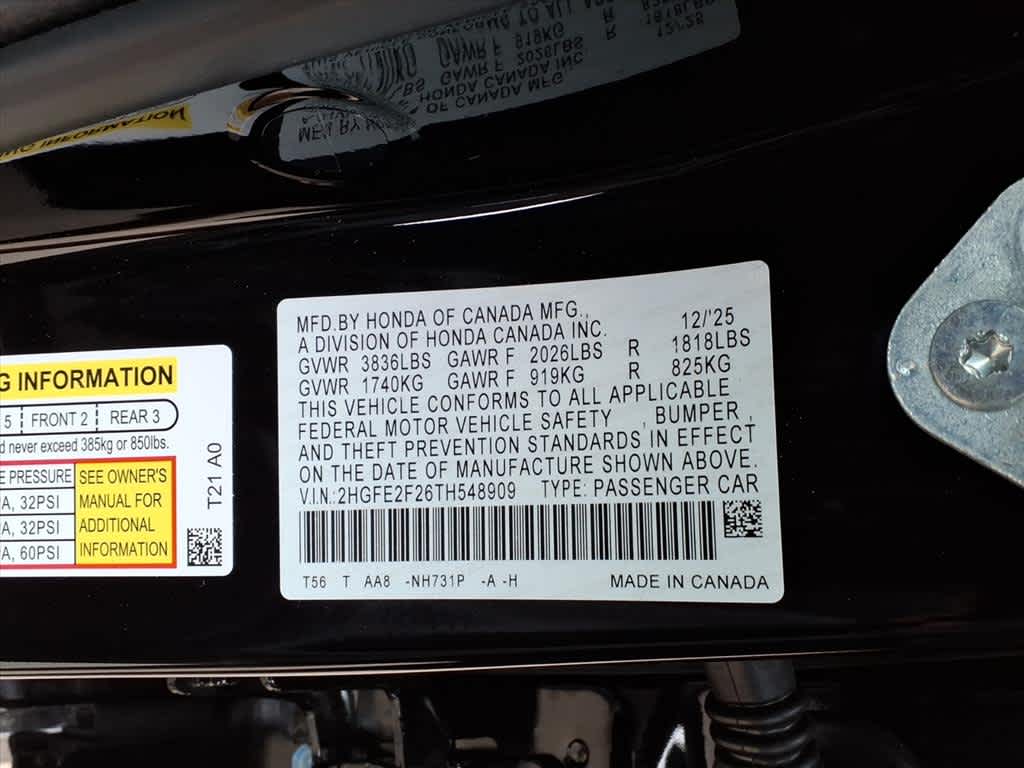 G INFORMATION
5 FRONT 2 REAR 3
d never exceed 385kg or 850lbs.
E PRESSURE SEE OWNER'S
A, 32PSI MANUAL FOR
A, 32PSI ADDITIONAL
A, 60PSI INFORMATION
T21 A0
MFD.BY HONDA OF CANADA MFG., 12/'25
A DIVISION OF HONDA CANADA INC.
GVWR 3836LBS GAWR F 2026LBS R 1818LBS
GVWR 1740KG GAWR F 919KG R 825KG
THIS VEHICLE CONFORMS TO ALL APPLICABLE
FEDERAL MOTOR VEHICLE SAFETY , BUMPER ,
AND THEFT PREVENTION STANDARDS IN EFFECT
ON THE DATE OF MANUFACTURE SHOWN ABOVE.
V.I.N.:2HGFE2F26TH548909 TYPE: PASSENGER CAR
T56 T AA8 -NH731P -A -H MADE IN CANADA